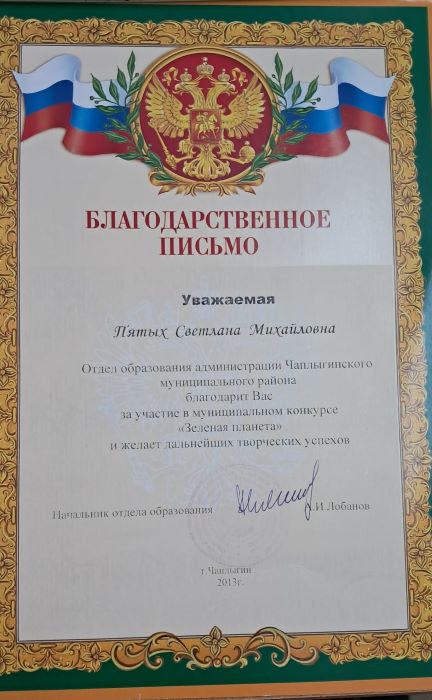 БЛАГОДАРСТВЕННОЕ
ПИСЬМО
Уважаемая
Пятых Светлана Михайловна
Отдел образования администрации Чаплыгинского
муниципального района
благодарит Вас
за участие в муниципальном конкурсе
«Зеленая планета»
и желает дальнейших творческих успехов
Начальник отдела образования И.Лобанов
г.Чаплыгин
2013г.